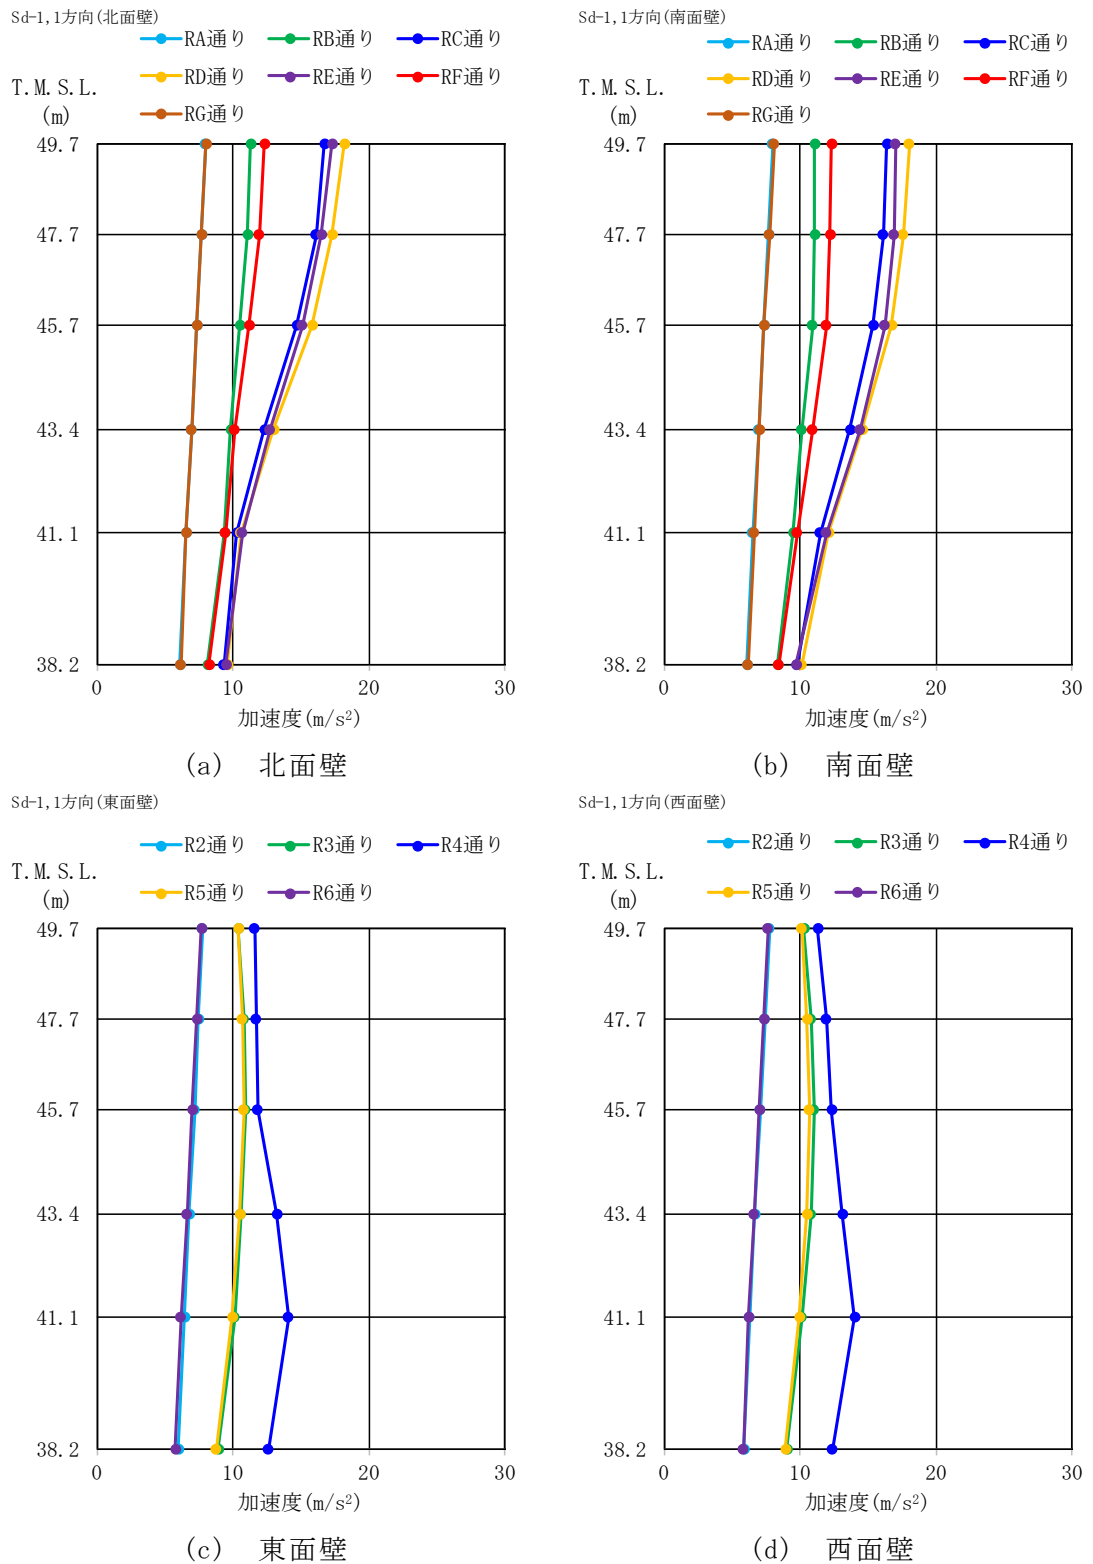 Sd-1,1方向(北面壁)
RA通り RB通り RC通り
RD通り RE通り RF通り
RG通り
T.M.S.L.
(m)
49.7
47.7
45.7
43.4
41.1
38.2
0 10 20 30
加速度(m/s²)
(a) 北面壁
Sd-1,1方向(南面壁)
RA通り RB通り RC通り
RD通り RE通り RF通り
RG通り
T.M.S.L.
(m)
49.7
47.7
45.7
43.4
41.1
38.2
0 10 20 30
加速度(m/s²)
(b) 南面壁
Sd-1,1方向(東面壁)
R2通り R3通り R4通り
R5通り R6通り
T.M.S.L.
(m)
49.7
47.7
45.7
43.4
41.1
38.2
0 10 20 30
加速度(m/s²)
(c) 東面壁
Sd-1,1方向(西面壁)
R2通り R3通り R4通り
R5通り R6通り
T.M.S.L.
(m)
49.7
47.7
45.7
43.4
41.1
38.2
0 10 20 30
加速度(m/s²)
(d) 西面壁